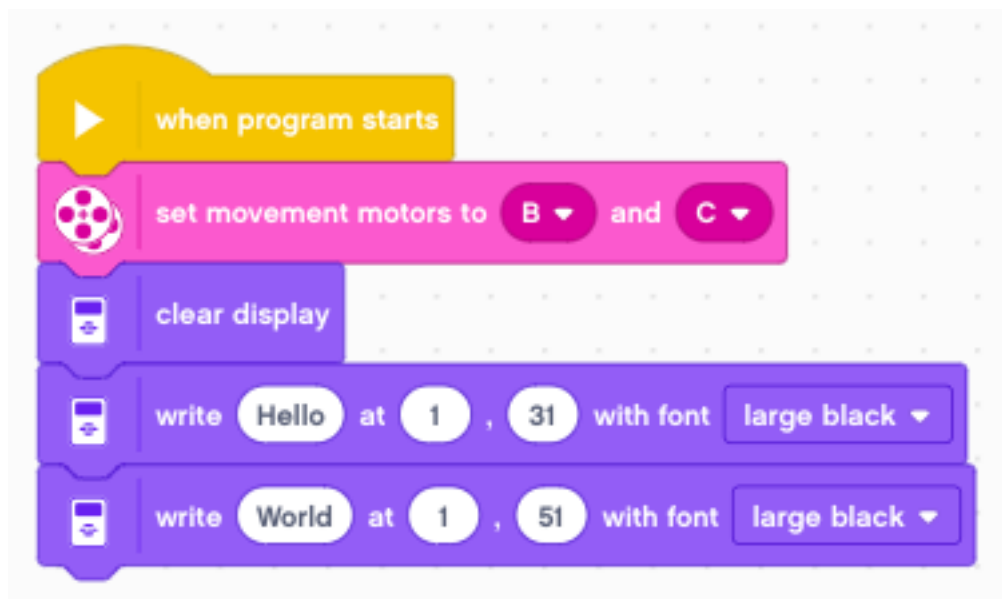 when program starts
set movement motors to B and C
clear display
write Hello at 1 , 31 with font large black
write World at 1 , 51 with font large black